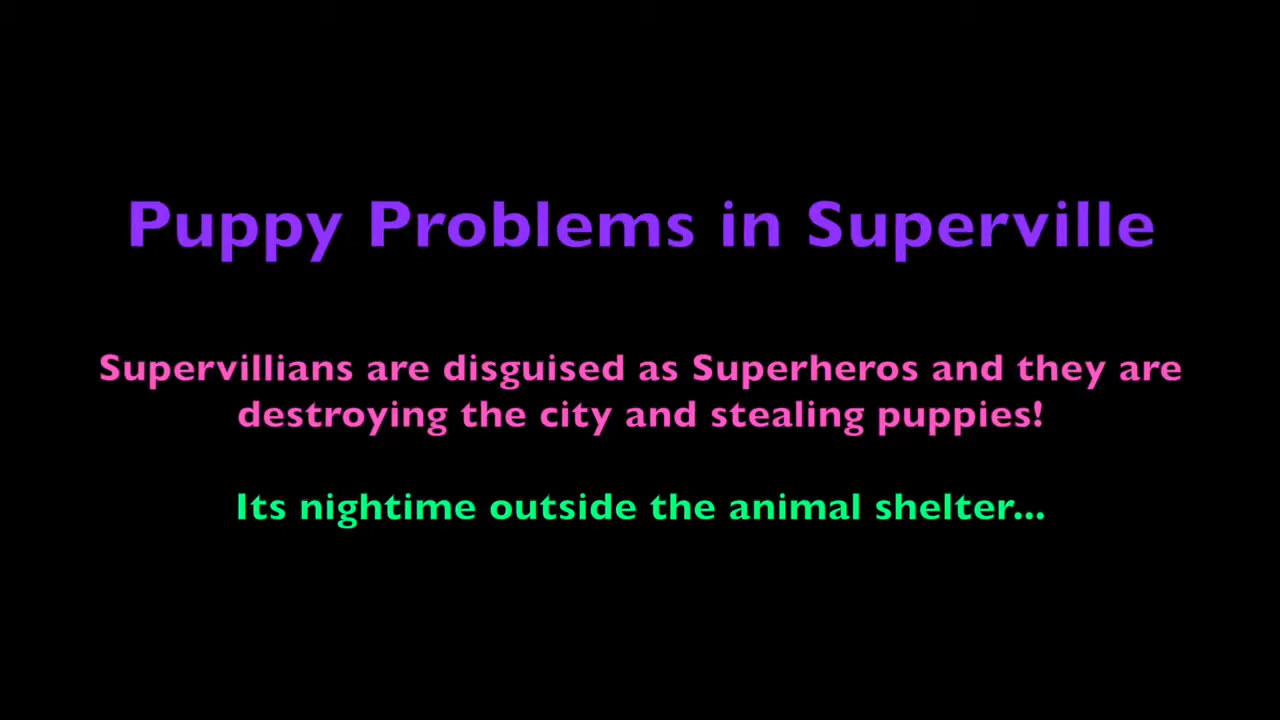 Puppy Problems in Superville
Supervillians are disguised as Superheros and they are
destroying the city and stealing puppies!
Its nightime outside the animal shelter...